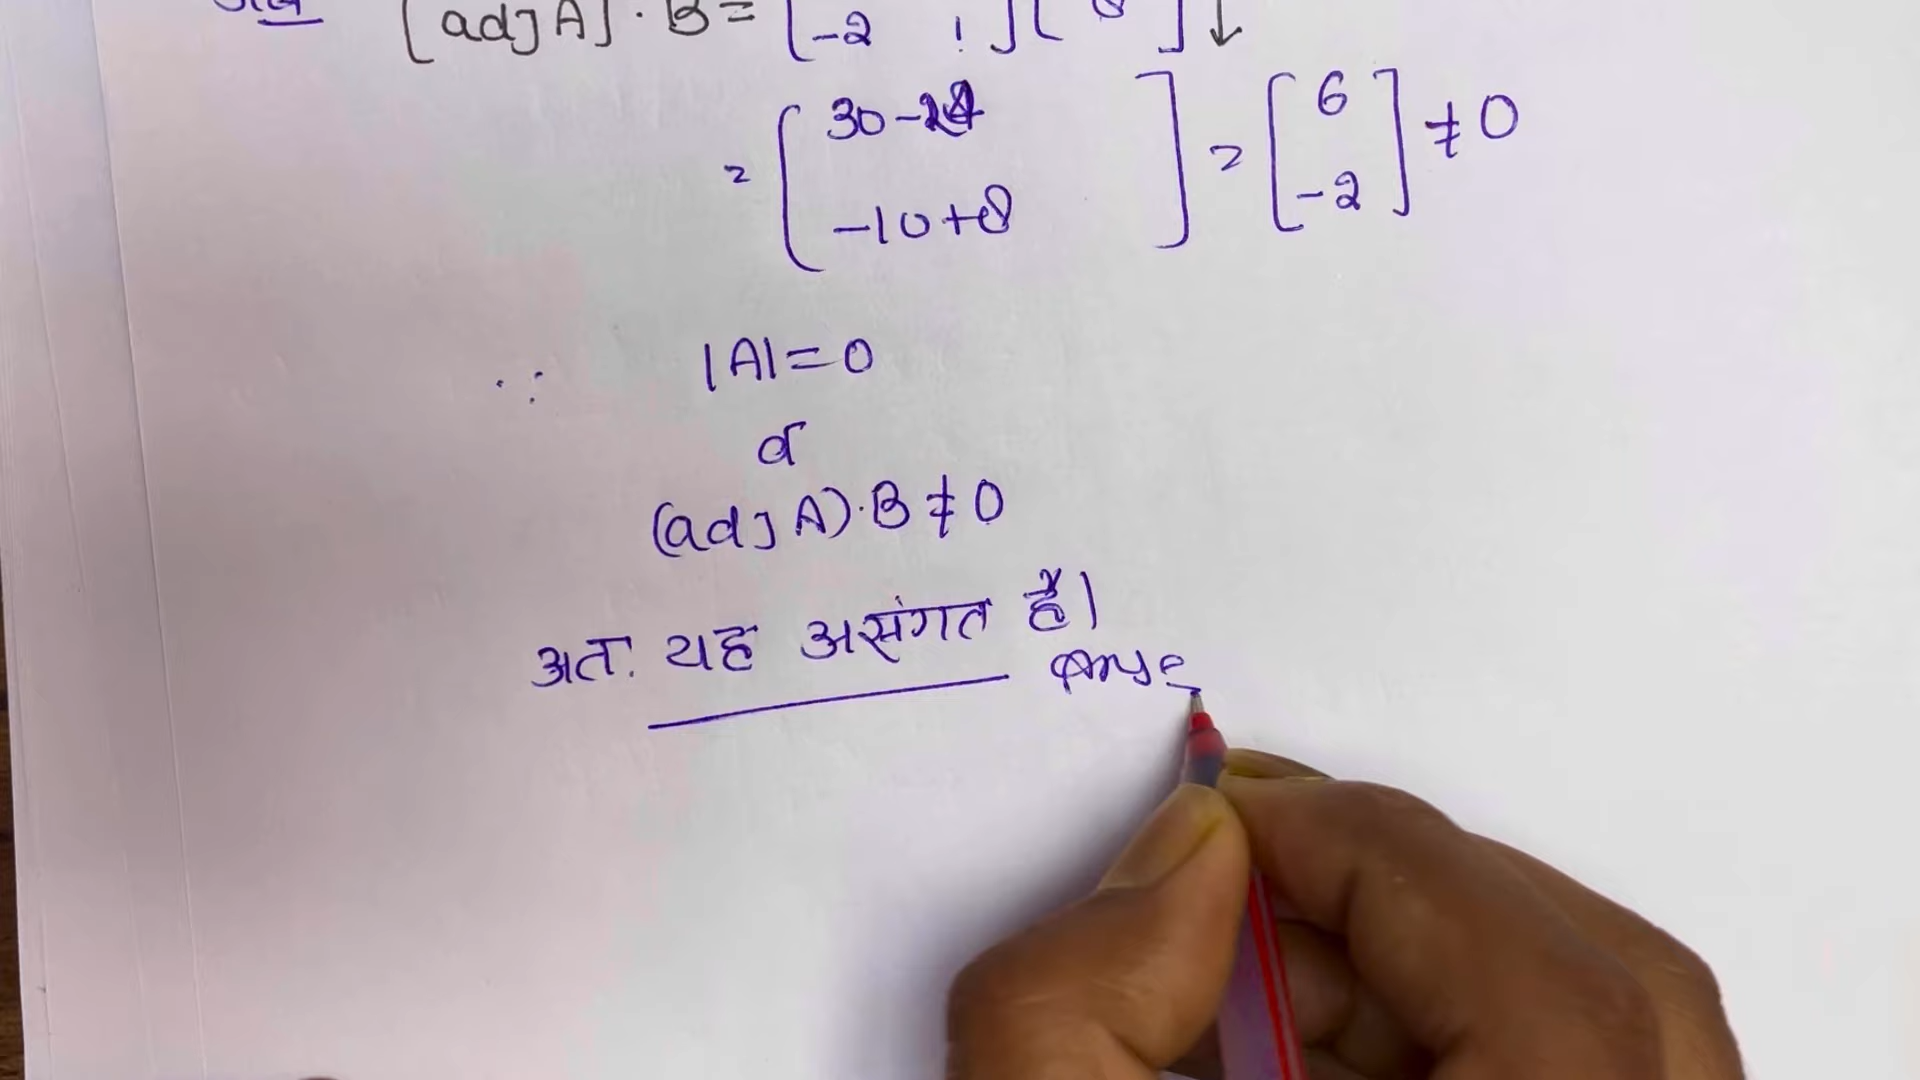 [adj A] · B =
-2 1
= [30-24
-10+8] = [6
-2] ≠ 0
∵ |A| = 0
व
(adj A)·B ≠ 0
अतः यह असंगत है।
Ans